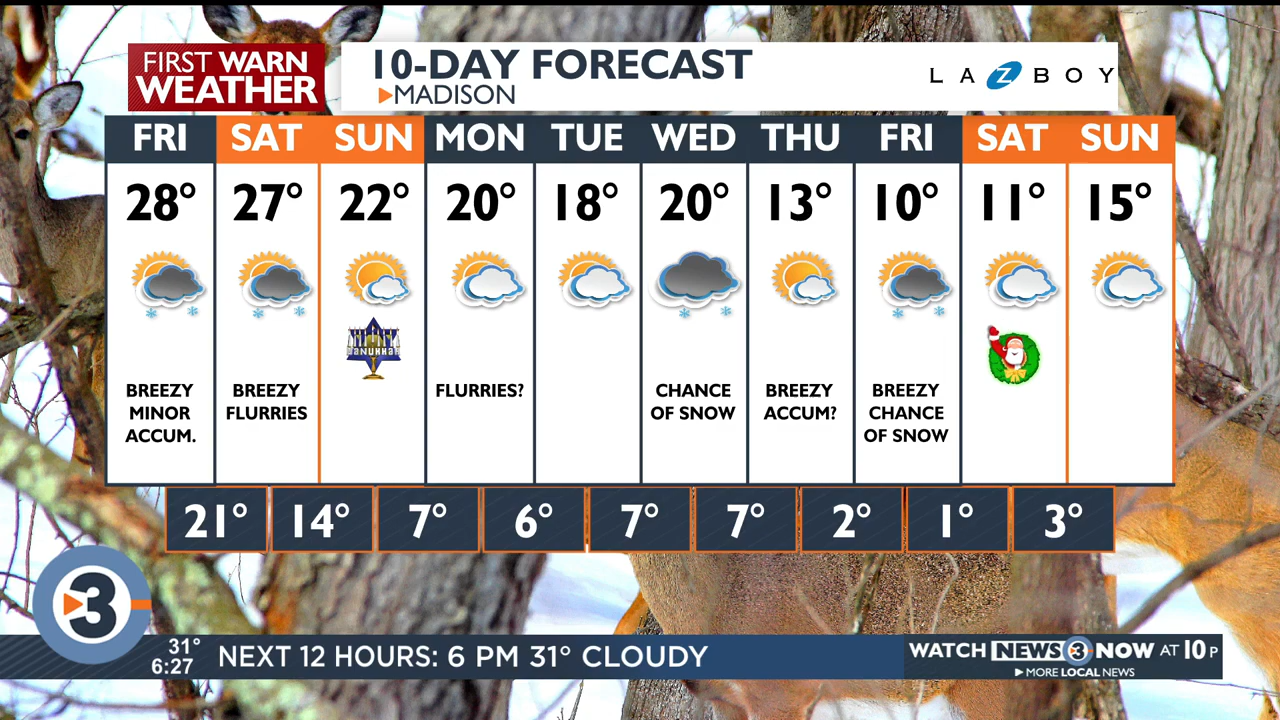 FIRST WARN
WEATHER
10-DAY FORECAST
MADISON
LA Z BOY
FRI SAT SUN MON TUE WED THU FRI SAT SUN
28° 27° 22° 20° 18° 20° 13° 10° 11° 15°
HANUKKAH
BREEZY
MINOR
ACCUM.
BREEZY
FLURRIES
FLURRIES?
CHANCE
OF SNOW
BREEZY
ACCUM?
BREEZY
CHANCE
OF SNOW
21° 14° 7° 6° 7° 7° 2° 1° 3°
3
31°
6:27
NEXT 12 HOURS: 6 PM 31° CLOUDY
WATCH NEWS 3 NOW AT 10 P
MORE LOCAL NEWS